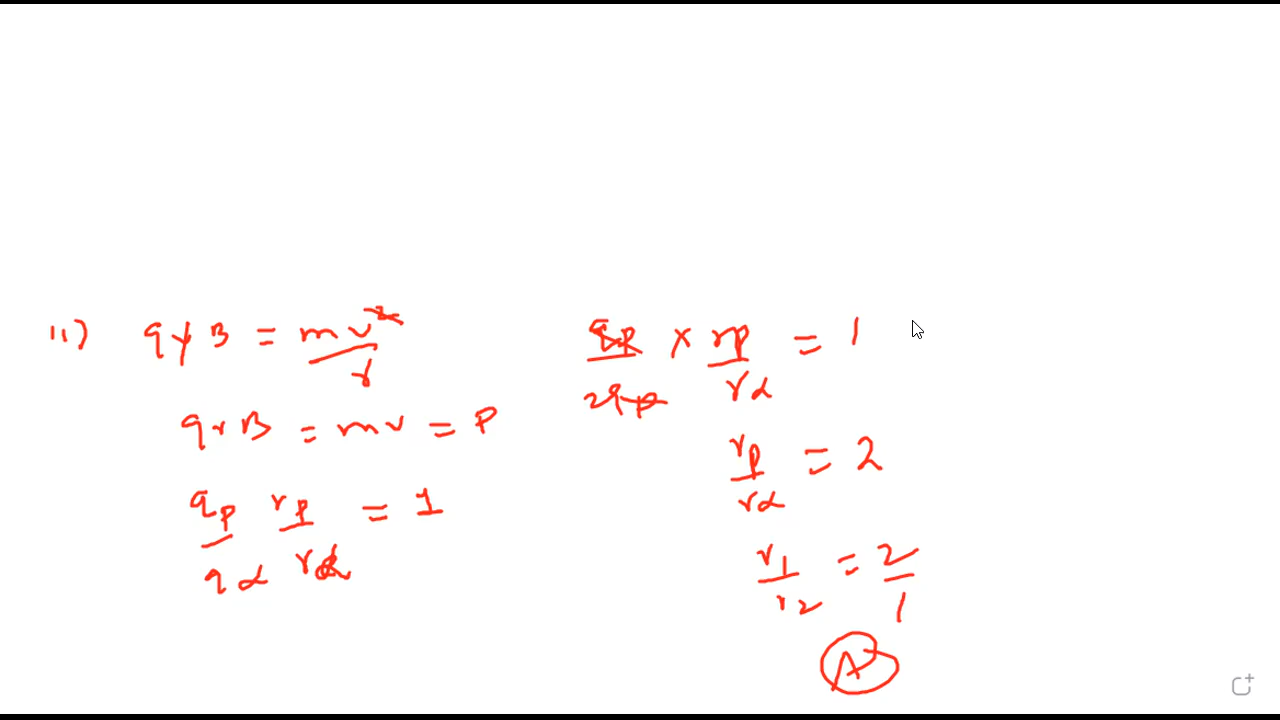 11) qvB = mv²/r
qrB = mv = P
qp/qα rp/rα = 1
qp/2qp × rp/rα = 1
rp/rα = 2
r1/r2 = 2/1
A